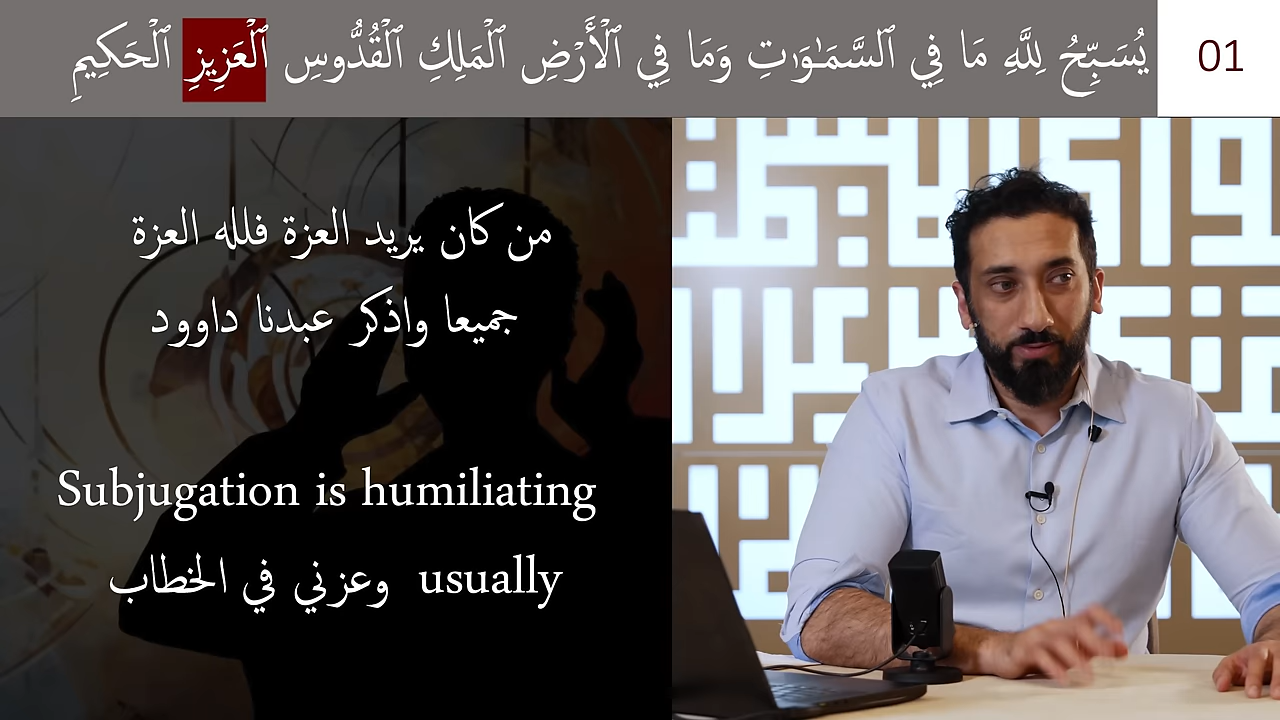 يُسَبِّحُ لِلَّهِ مَا فِي ٱلسَّمَـٰوَٰتِ وَمَا فِي ٱلْأَرْضِ ٱلْمَلِكِ ٱلْقُدُّوسِ ٱلْعَزِيزِ ٱلْحَكِيمِ
01
من كان يريد العزة فلله العزة
جميعا واذكر عبدنا داوود
Subjugation is humiliating
usually وعزني في الخطاب